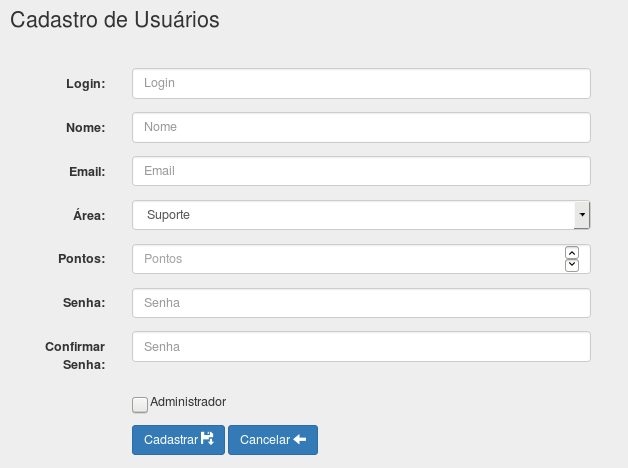 Cadastro de Usuários
Login: Login
Nome: Nome
Email: Email
Área: Suporte
Pontos: Pontos
Senha: Senha
Confirmar Senha
Senha:
Administrador
Cadastrar Cancelar